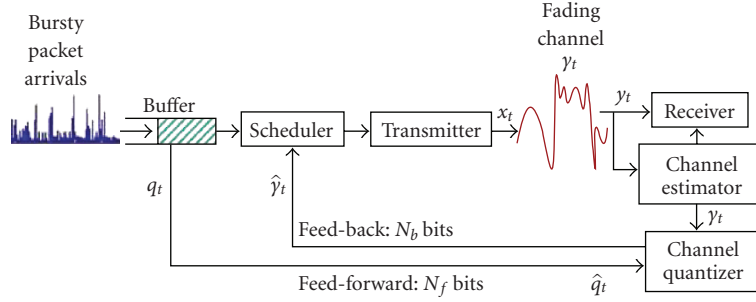 Bursty
packet
arrivals
Fading
channel
γt
Buffer
Scheduler
Transmitter
xt
yt
Receiver
Channel
estimator
qt
γ̂t
γt
Feed-back: Nb bits
Channel
quantizer
Feed-forward: Nf bits
q̂t